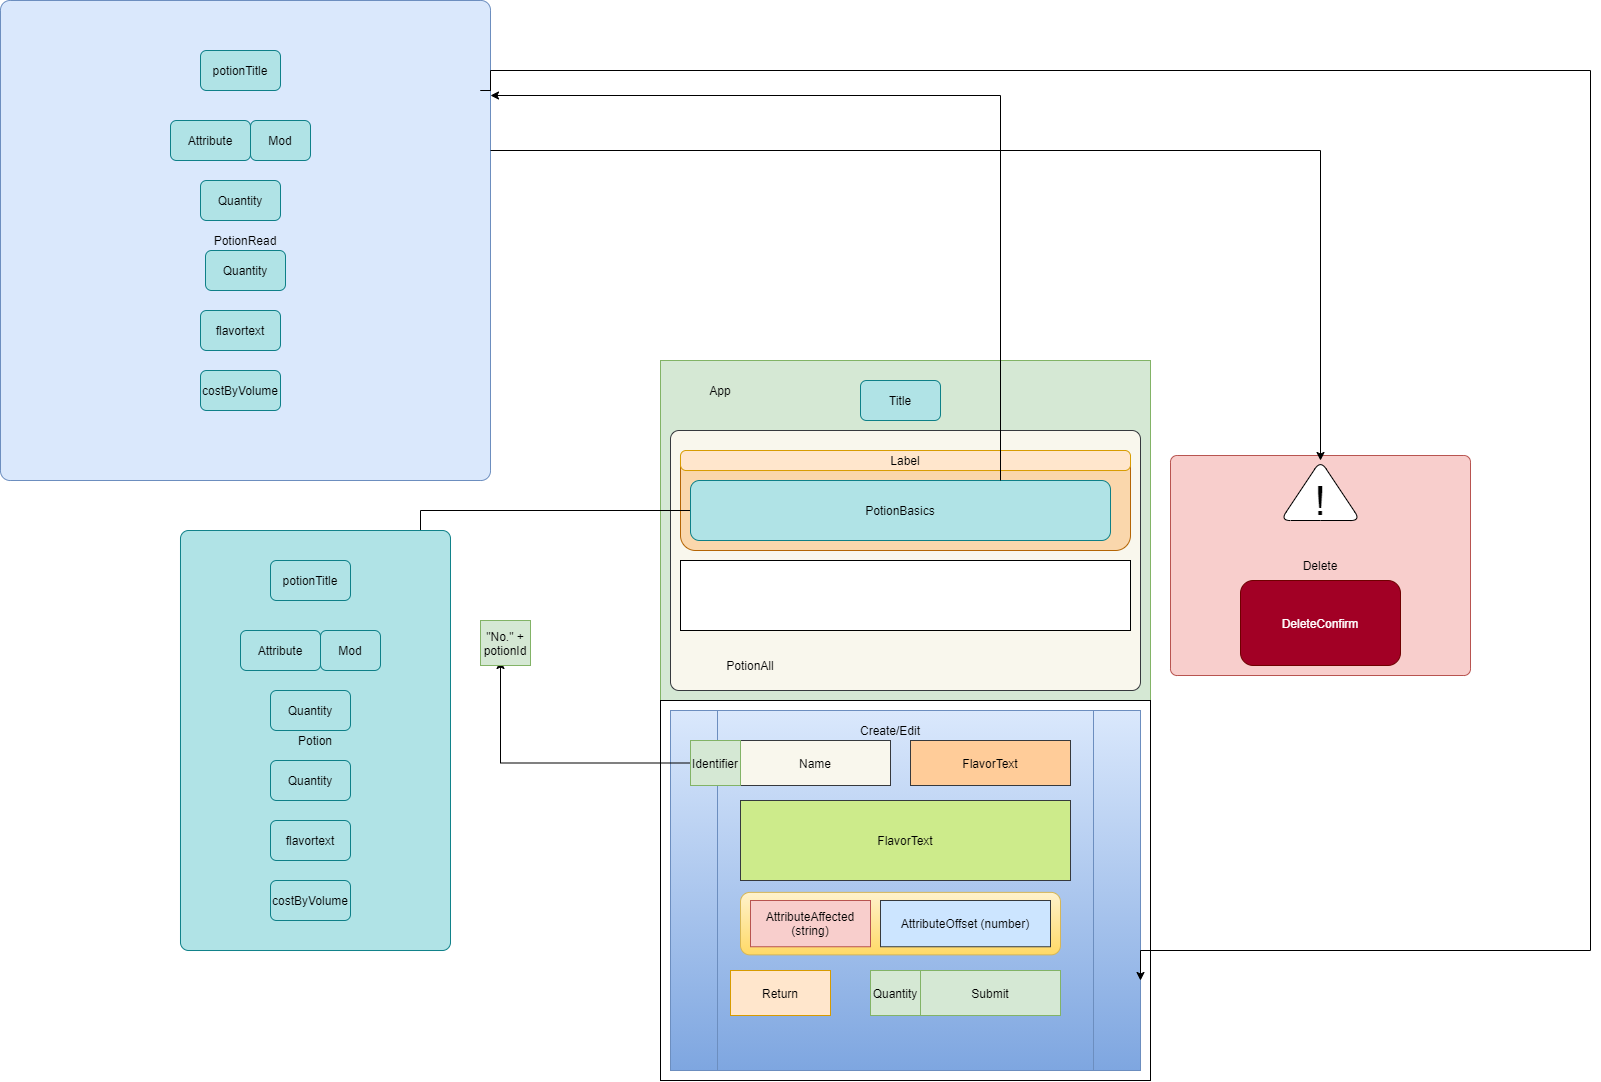 potionTitle
Attribute
Mod
Quantity
PotionRead
Quantity
flavortext
costByVolume
App
Title
Label
PotionBasics
PotionAll
!
Delete
DeleteConfirm
potionTitle
Attribute
Mod
Quantity
Potion
Quantity
flavortext
costByVolume
"No." +
potionId
Create/Edit
Identifier
Name
FlavorText
FlavorText
AttributeAffected
(string)
AttributeOffset (number)
Return
Quantity
Submit